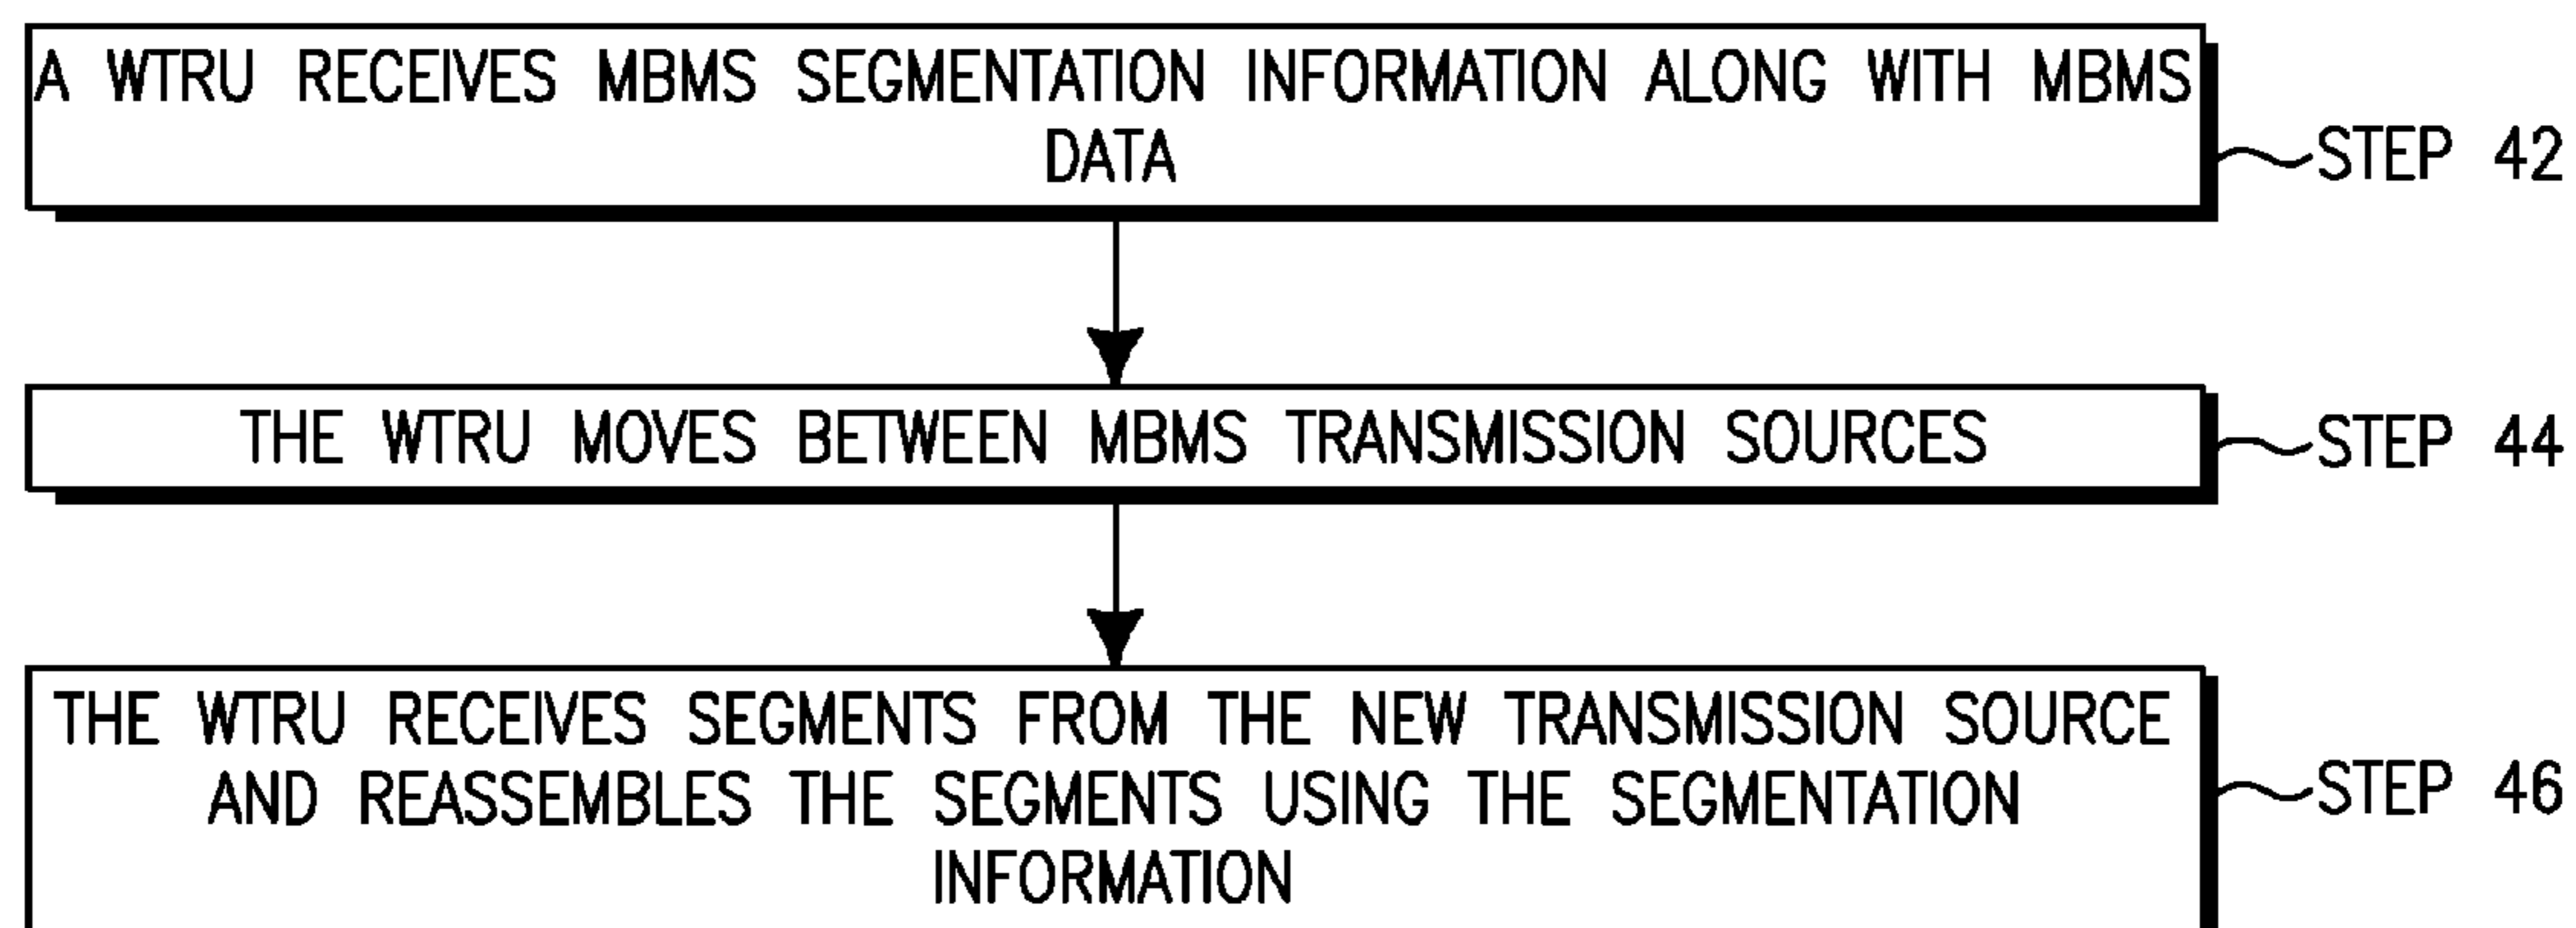 A WTRU RECEIVES MBMS SEGMENTATION INFORMATION ALONG WITH MBMS
DATA
STEP 42
THE WTRU MOVES BETWEEN MBMS TRANSMISSION SOURCES
STEP 44
THE WTRU RECEIVES SEGMENTS FROM THE NEW TRANSMISSION SOURCE
AND REASSEMBLES THE SEGMENTS USING THE SEGMENTATION
INFORMATION
STEP 46